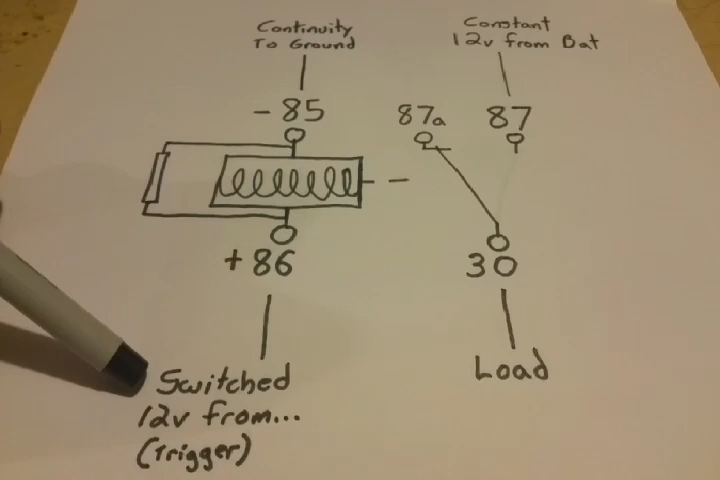 Continuity
To Ground
Constant
12v from Bat
- 85
87a
87
+ 86
30
Switched
12v from...
(Trigger)
Load